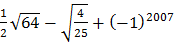 ½√64 − √(4/25) + (−1)²⁰⁰⁷